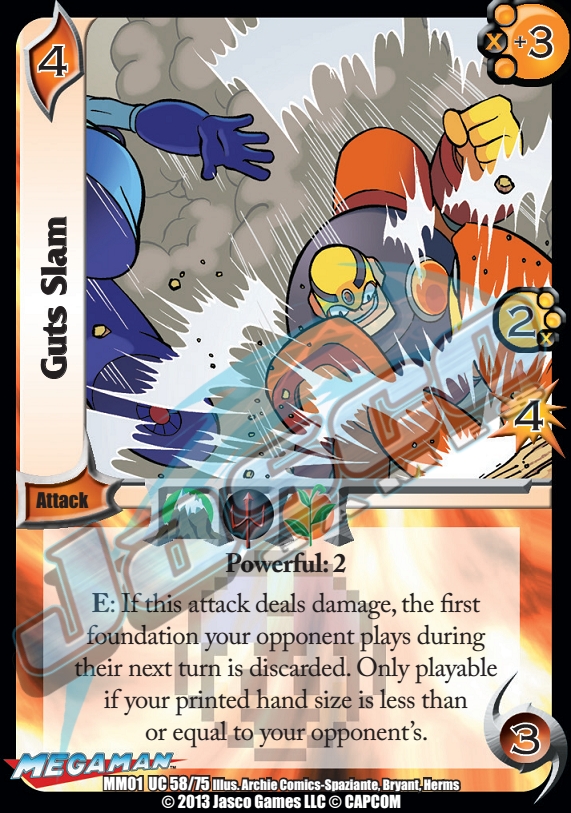 4
X +3
Guts Slam
2
4
Attack
Powerful: 2
E: If this attack deals damage, the first
foundation your opponent plays during
their next turn is discarded. Only playable
if your printed hand size is less than
or equal to your opponent's.
3
MEGAMAN
MM01 UC 58/75 Illus. Archie Comics-Spaziante, Bryant, Herms
© 2013 Jasco Games LLC © CAPCOM
JASCO
GAMES